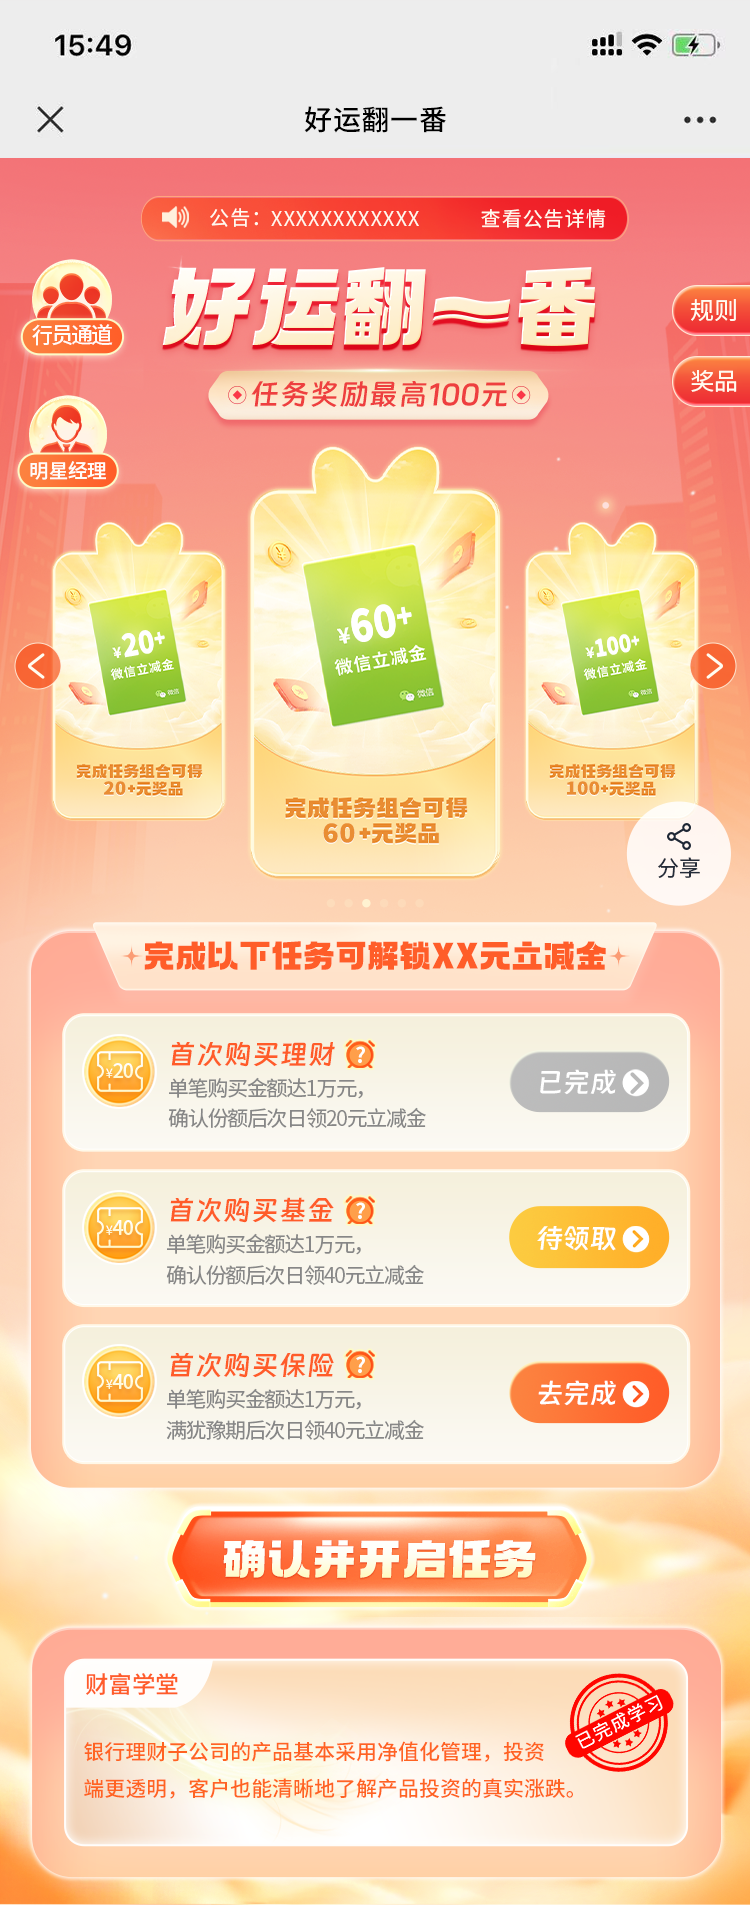 15:49
好运翻一番
公告：XXXXXXXXXXXX 查看公告详情
好运翻一番
行员通道
规则
任务奖励最高100元
奖品
明星经理
¥20+
微信立减金
微信
完成任务组合可得
20+元奖品
¥60+
微信立减金
微信
完成任务组合可得
60+元奖品
¥100+
微信立减金
微信
完成任务组合可得
100+元奖品
分享
完成以下任务可解锁XX元立减金
¥20
首次购买理财 ?
单笔购买金额达1万元，
确认份额后次日领20元立减金
已完成
¥40
首次购买基金 ?
单笔购买金额达1万元，
确认份额后次日领40元立减金
待领取
¥40
首次购买保险 ?
单笔购买金额达1万元，
满犹豫期后次日领40元立减金
去完成
确认并开启任务
财富学堂
已完成学习
银行理财子公司的产品基本采用净值化管理，投资
端更透明，客户也能清晰地了解产品投资的真实涨跌。